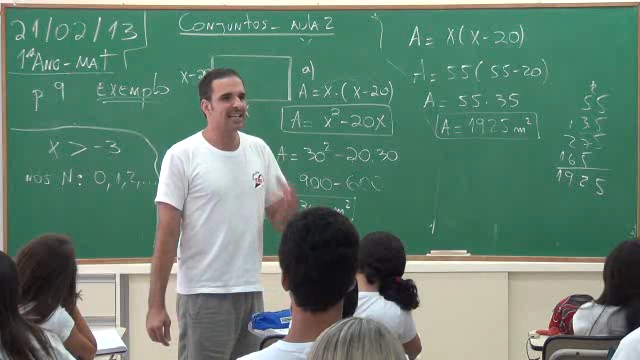 21/02/13
1º ANO - MAT
p 9 EXEMPLO
x > -3
NOS N: 0, 1, 2, ...
CONJUNTOS - AULA 2
x-20
a)
A = x.(x-20)
A = x² - 20x
A = 30² - 20.30
900 - 600
m²
A = x(x-20)
A = 55(55-20)
A = 55.35
A = 1925 m²
55
.35
275
165
1925